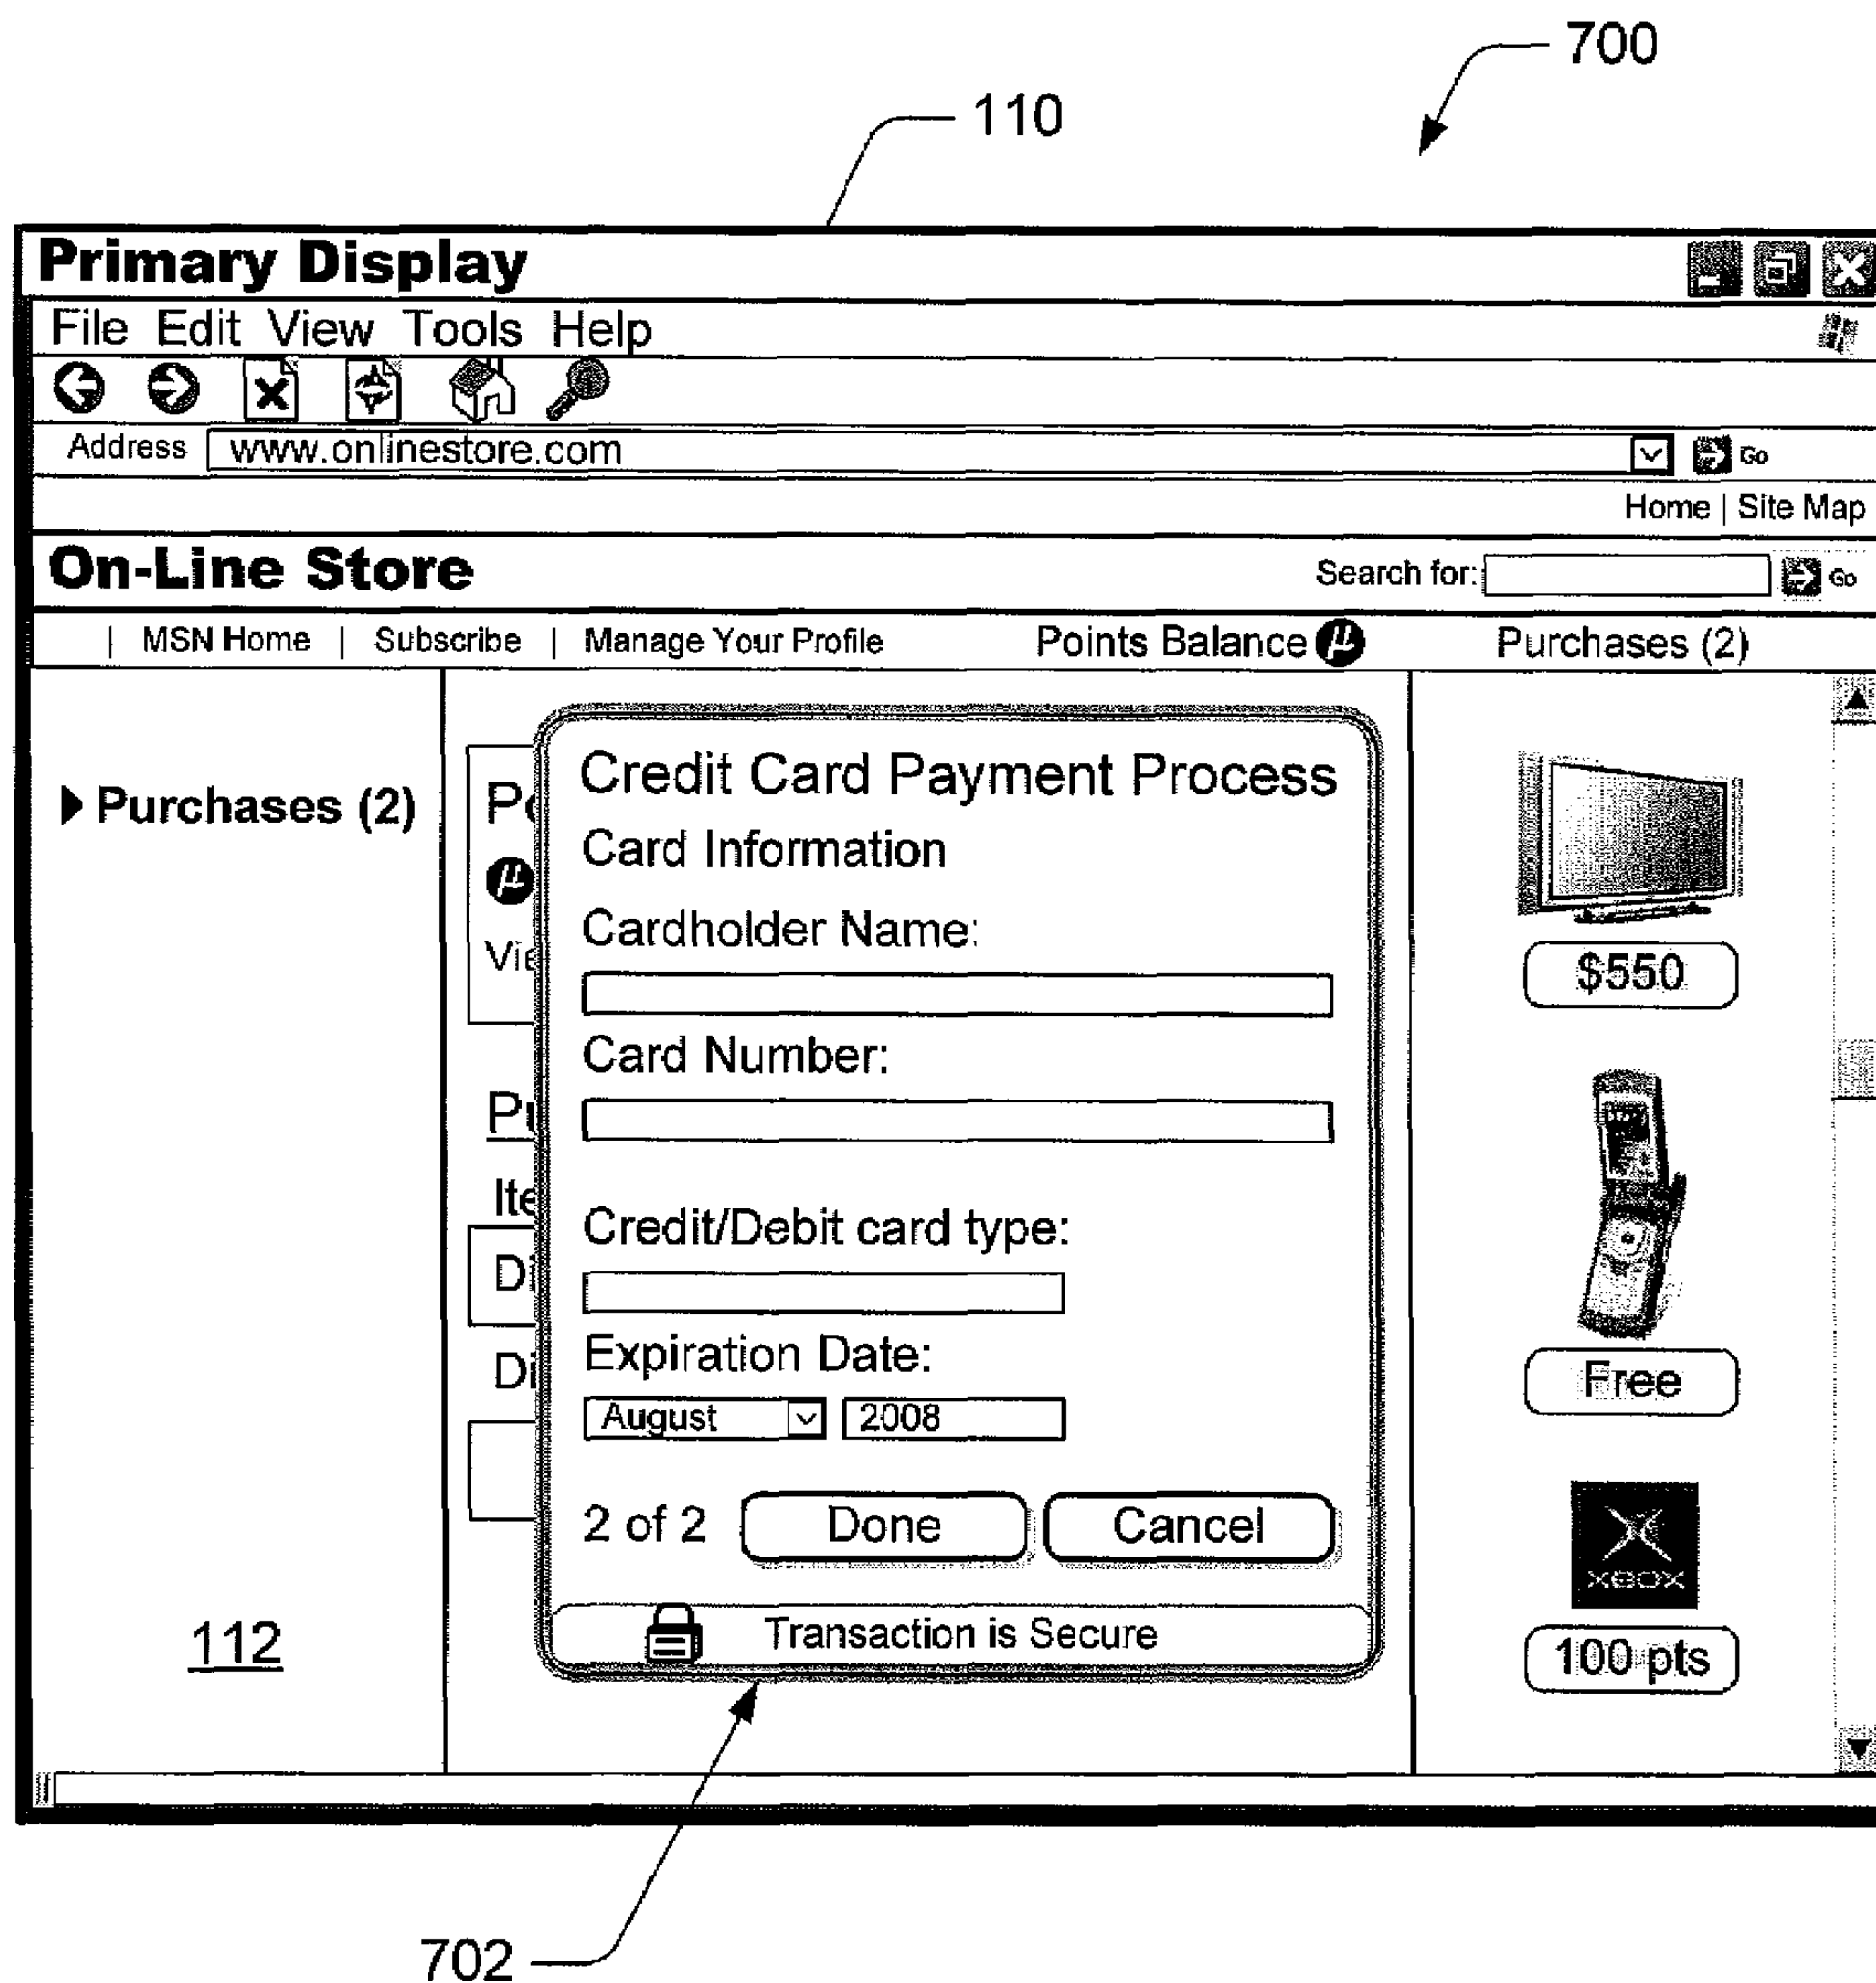 700
110
Primary Display
File Edit View Tools Help
Address www.onlinestore.com Go
Home | Site Map
On-Line Store Search for: Go
| MSN Home | Subscribe | Manage Your Profile Points Balance μ Purchases (2)
Purchases (2)
μ
Credit Card Payment Process
Card Information
Cardholder Name:
Card Number:
Credit/Debit card type:
Expiration Date:
August 2008
2 of 2 Done Cancel
Transaction is Secure
$550
Free
XBOX
100 pts
112
702